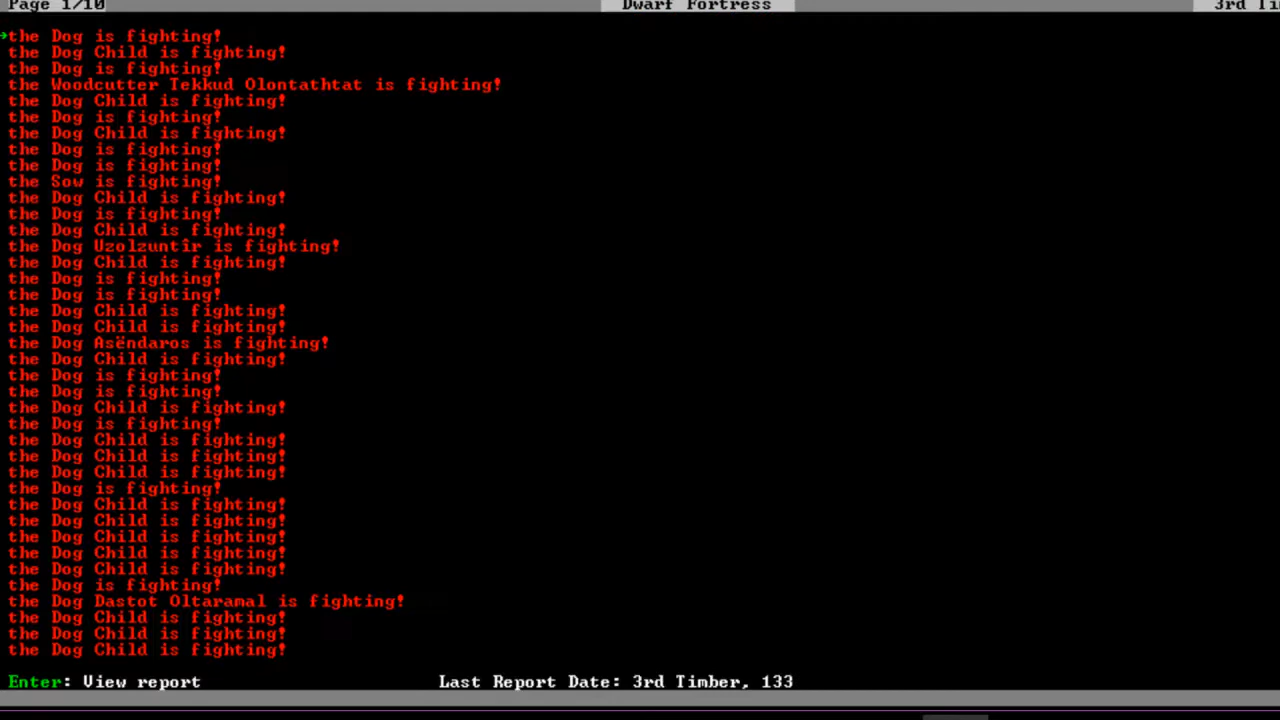 Page 1/10 Dwarf Fortress 3rd
the Dog is fighting!
the Dog Child is fighting!
the Dog is fighting!
the Woodcutter Tekkud Olontathtat is fighting!
the Dog Child is fighting!
the Dog is fighting!
the Dog Child is fighting!
the Dog is fighting!
the Dog is fighting!
the Sow is fighting!
the Dog Child is fighting!
the Dog is fighting!
the Dog Child is fighting!
the Dog Uzolzuntîr is fighting!
the Dog Child is fighting!
the Dog is fighting!
the Dog is fighting!
the Dog Child is fighting!
the Dog Child is fighting!
the Dog Asëndaros is fighting!
the Dog Child is fighting!
the Dog is fighting!
the Dog is fighting!
the Dog Child is fighting!
the Dog is fighting!
the Dog Child is fighting!
the Dog Child is fighting!
the Dog Child is fighting!
the Dog is fighting!
the Dog Child is fighting!
the Dog Child is fighting!
the Dog Child is fighting!
the Dog Child is fighting!
the Dog Child is fighting!
the Dog is fighting!
the Dog Dastot Oltaramal is fighting!
the Dog Child is fighting!
the Dog Child is fighting!
the Dog Child is fighting!
Enter: View report Last Report Date: 3rd Timber, 133